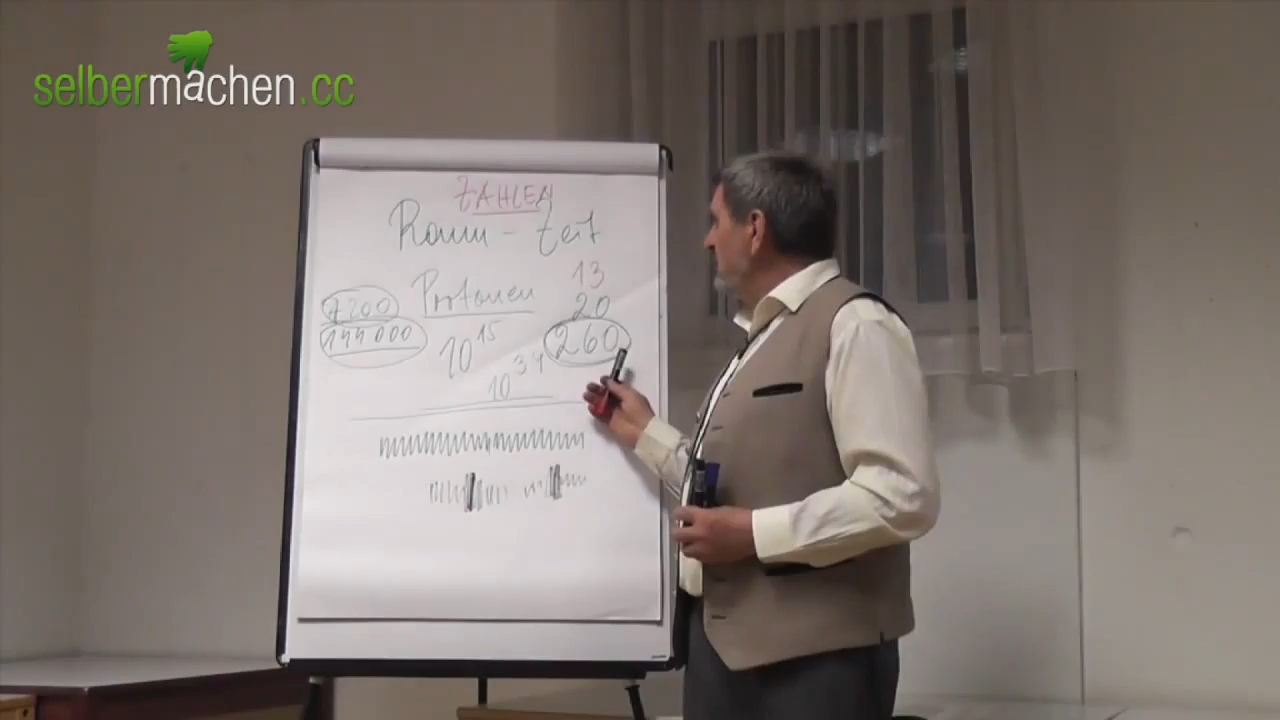 selbermachen.cc
ZAHLEN
Raum - Zeit
Protonen
13
20
7200
144000
10^15
260
10^34